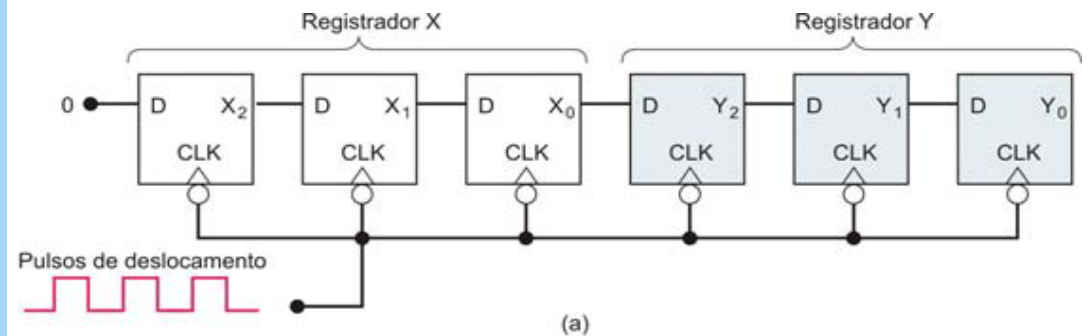 Registrador X Registrador Y
0 D X₂ D X₁ D X₀ D Y₂ D Y₁ D Y₀
CLK CLK CLK CLK CLK CLK
Pulsos de deslocamento
(a)